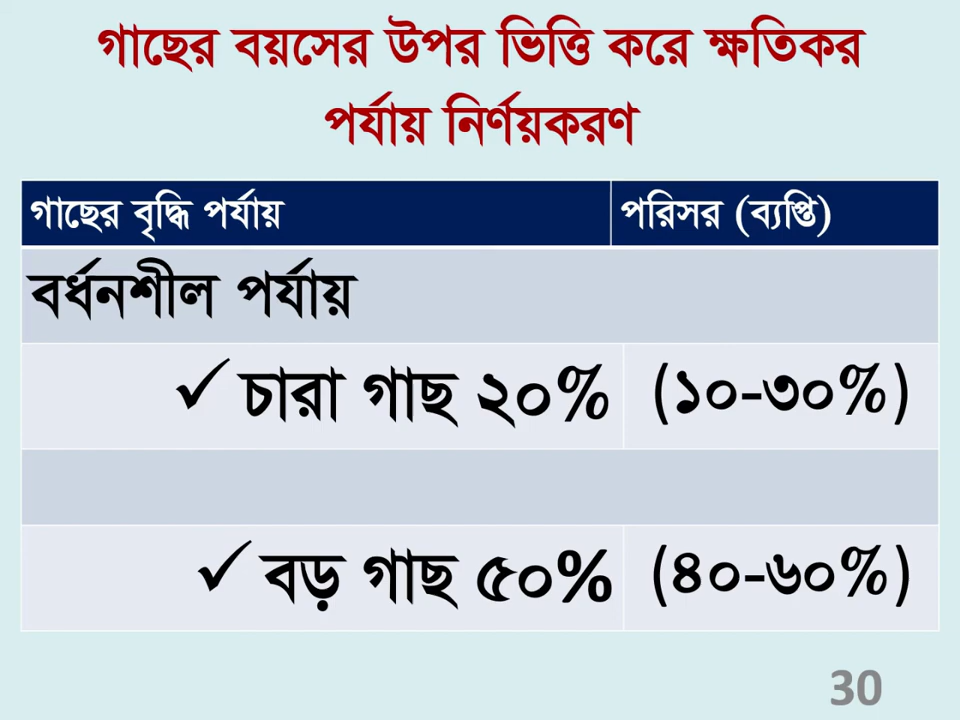 গাছের বয়সের উপর ভিত্তি করে ক্ষতিকর
পর্যায় নির্ণয়করণ
গাছের বৃদ্ধি পর্যায় পরিসর (ব্যপ্তি)
বর্ধনশীল পর্যায়
✓ চারা গাছ ২০% (১০-৩০%)
✓ বড় গাছ ৫০% (৪০-৬০%)
30